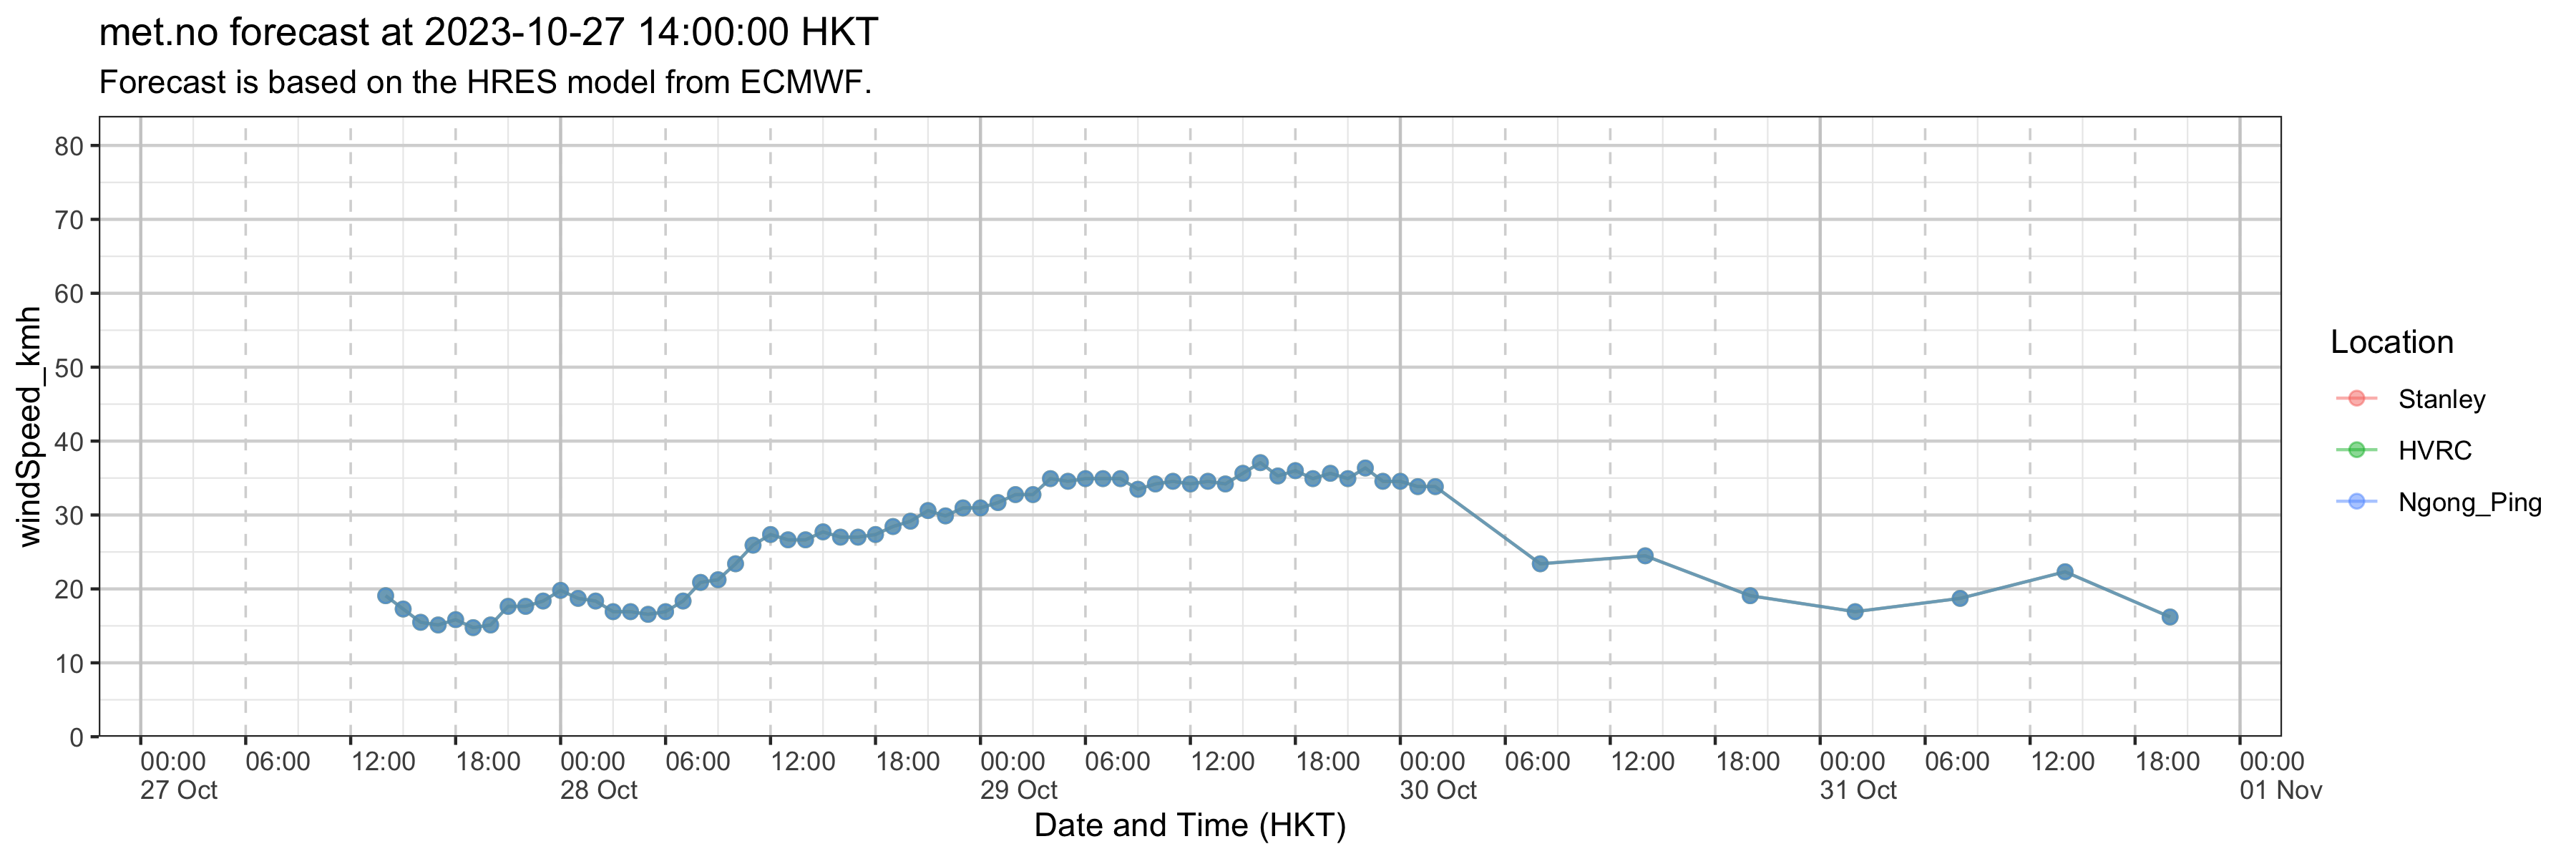 met.no forecast at 2023-10-27 14:00:00 HKT
Forecast is based on the HRES model from ECMWF.
windSpeed_kmh
80
70
60
50
40
30
20
10
0
00:00 06:00 12:00 18:00 00:00 06:00 12:00 18:00 00:00 06:00 12:00 18:00 00:00 06:00 12:00 18:00 00:00 06:00 12:00 18:00 00:00
27 Oct 28 Oct 29 Oct 30 Oct 31 Oct 01 Nov
Date and Time (HKT)
Location
Stanley
HVRC
Ngong_Ping